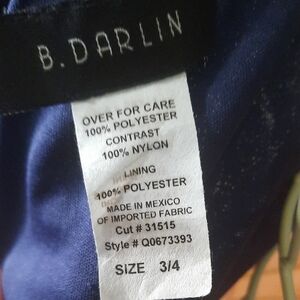 B.DARLIN
OVER FOR CARE
100% POLYESTER
CONTRAST
100% NYLON
LINING
100% POLYESTER
MADE IN MEXICO
OF IMPORTED FABRIC
Cut # 31515
Style # Q0673393
SIZE 3/4